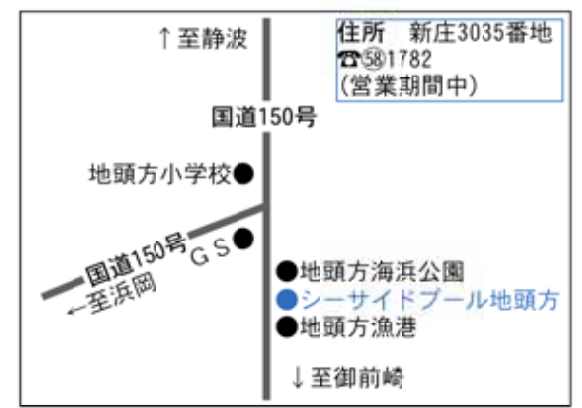 ↑至静波
住所　新庄3035番地
☎㊽1782
(営業期間中)
国道150号
地頭方小学校●
国道150号
GS●
←至浜岡
●地頭方海浜公園
●シーサイドプール地頭方
●地頭方漁港
↓至御前崎